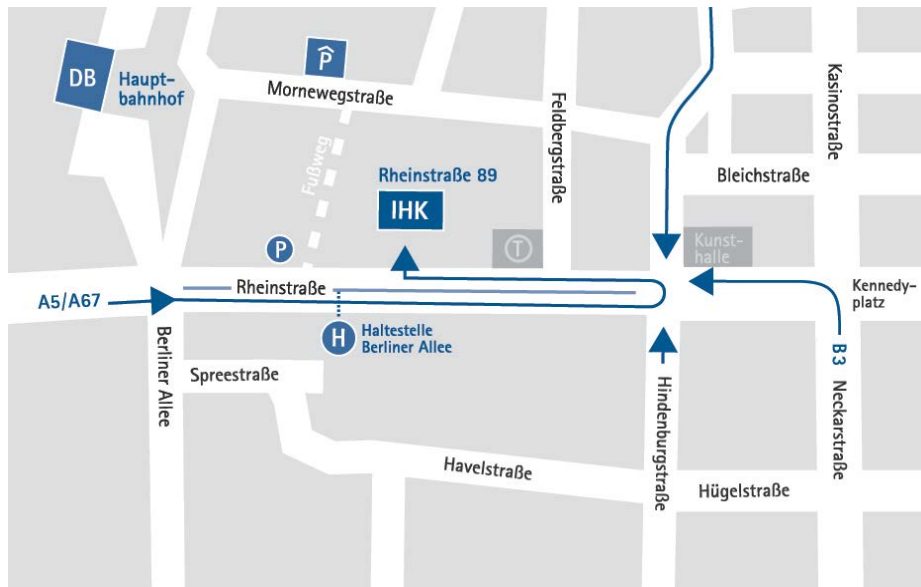 DB
Haupt-
bahnhof
P
Mornewegstraße
Feldbergstraße
Kasinostraße
Fußweg
Rheinstraße 89
IHK
Bleichstraße
P
T
Kunst-
halle
A5/A67
Rheinstraße
Kennedy-
platz
H
Haltestelle
Berliner Allee
Berliner Allee
Spreestraße
Hindenburgstraße
B3
Neckarstraße
Havelstraße
Hügelstraße